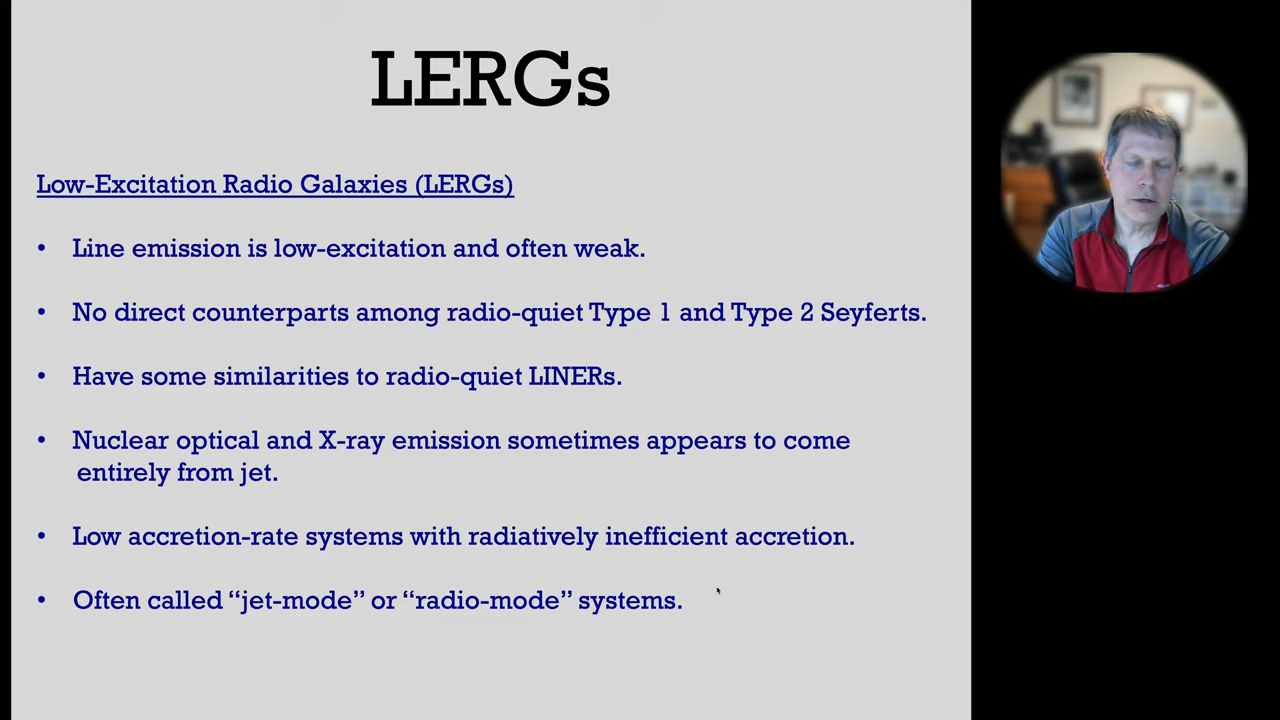 LERGs
Low-Excitation Radio Galaxies (LERGs)
• Line emission is low-excitation and often weak.
• No direct counterparts among radio-quiet Type 1 and Type 2 Seyferts.
• Have some similarities to radio-quiet LINERs.
• Nuclear optical and X-ray emission sometimes appears to come
entirely from jet.
• Low accretion-rate systems with radiatively inefficient accretion.
• Often called “jet-mode” or “radio-mode” systems.